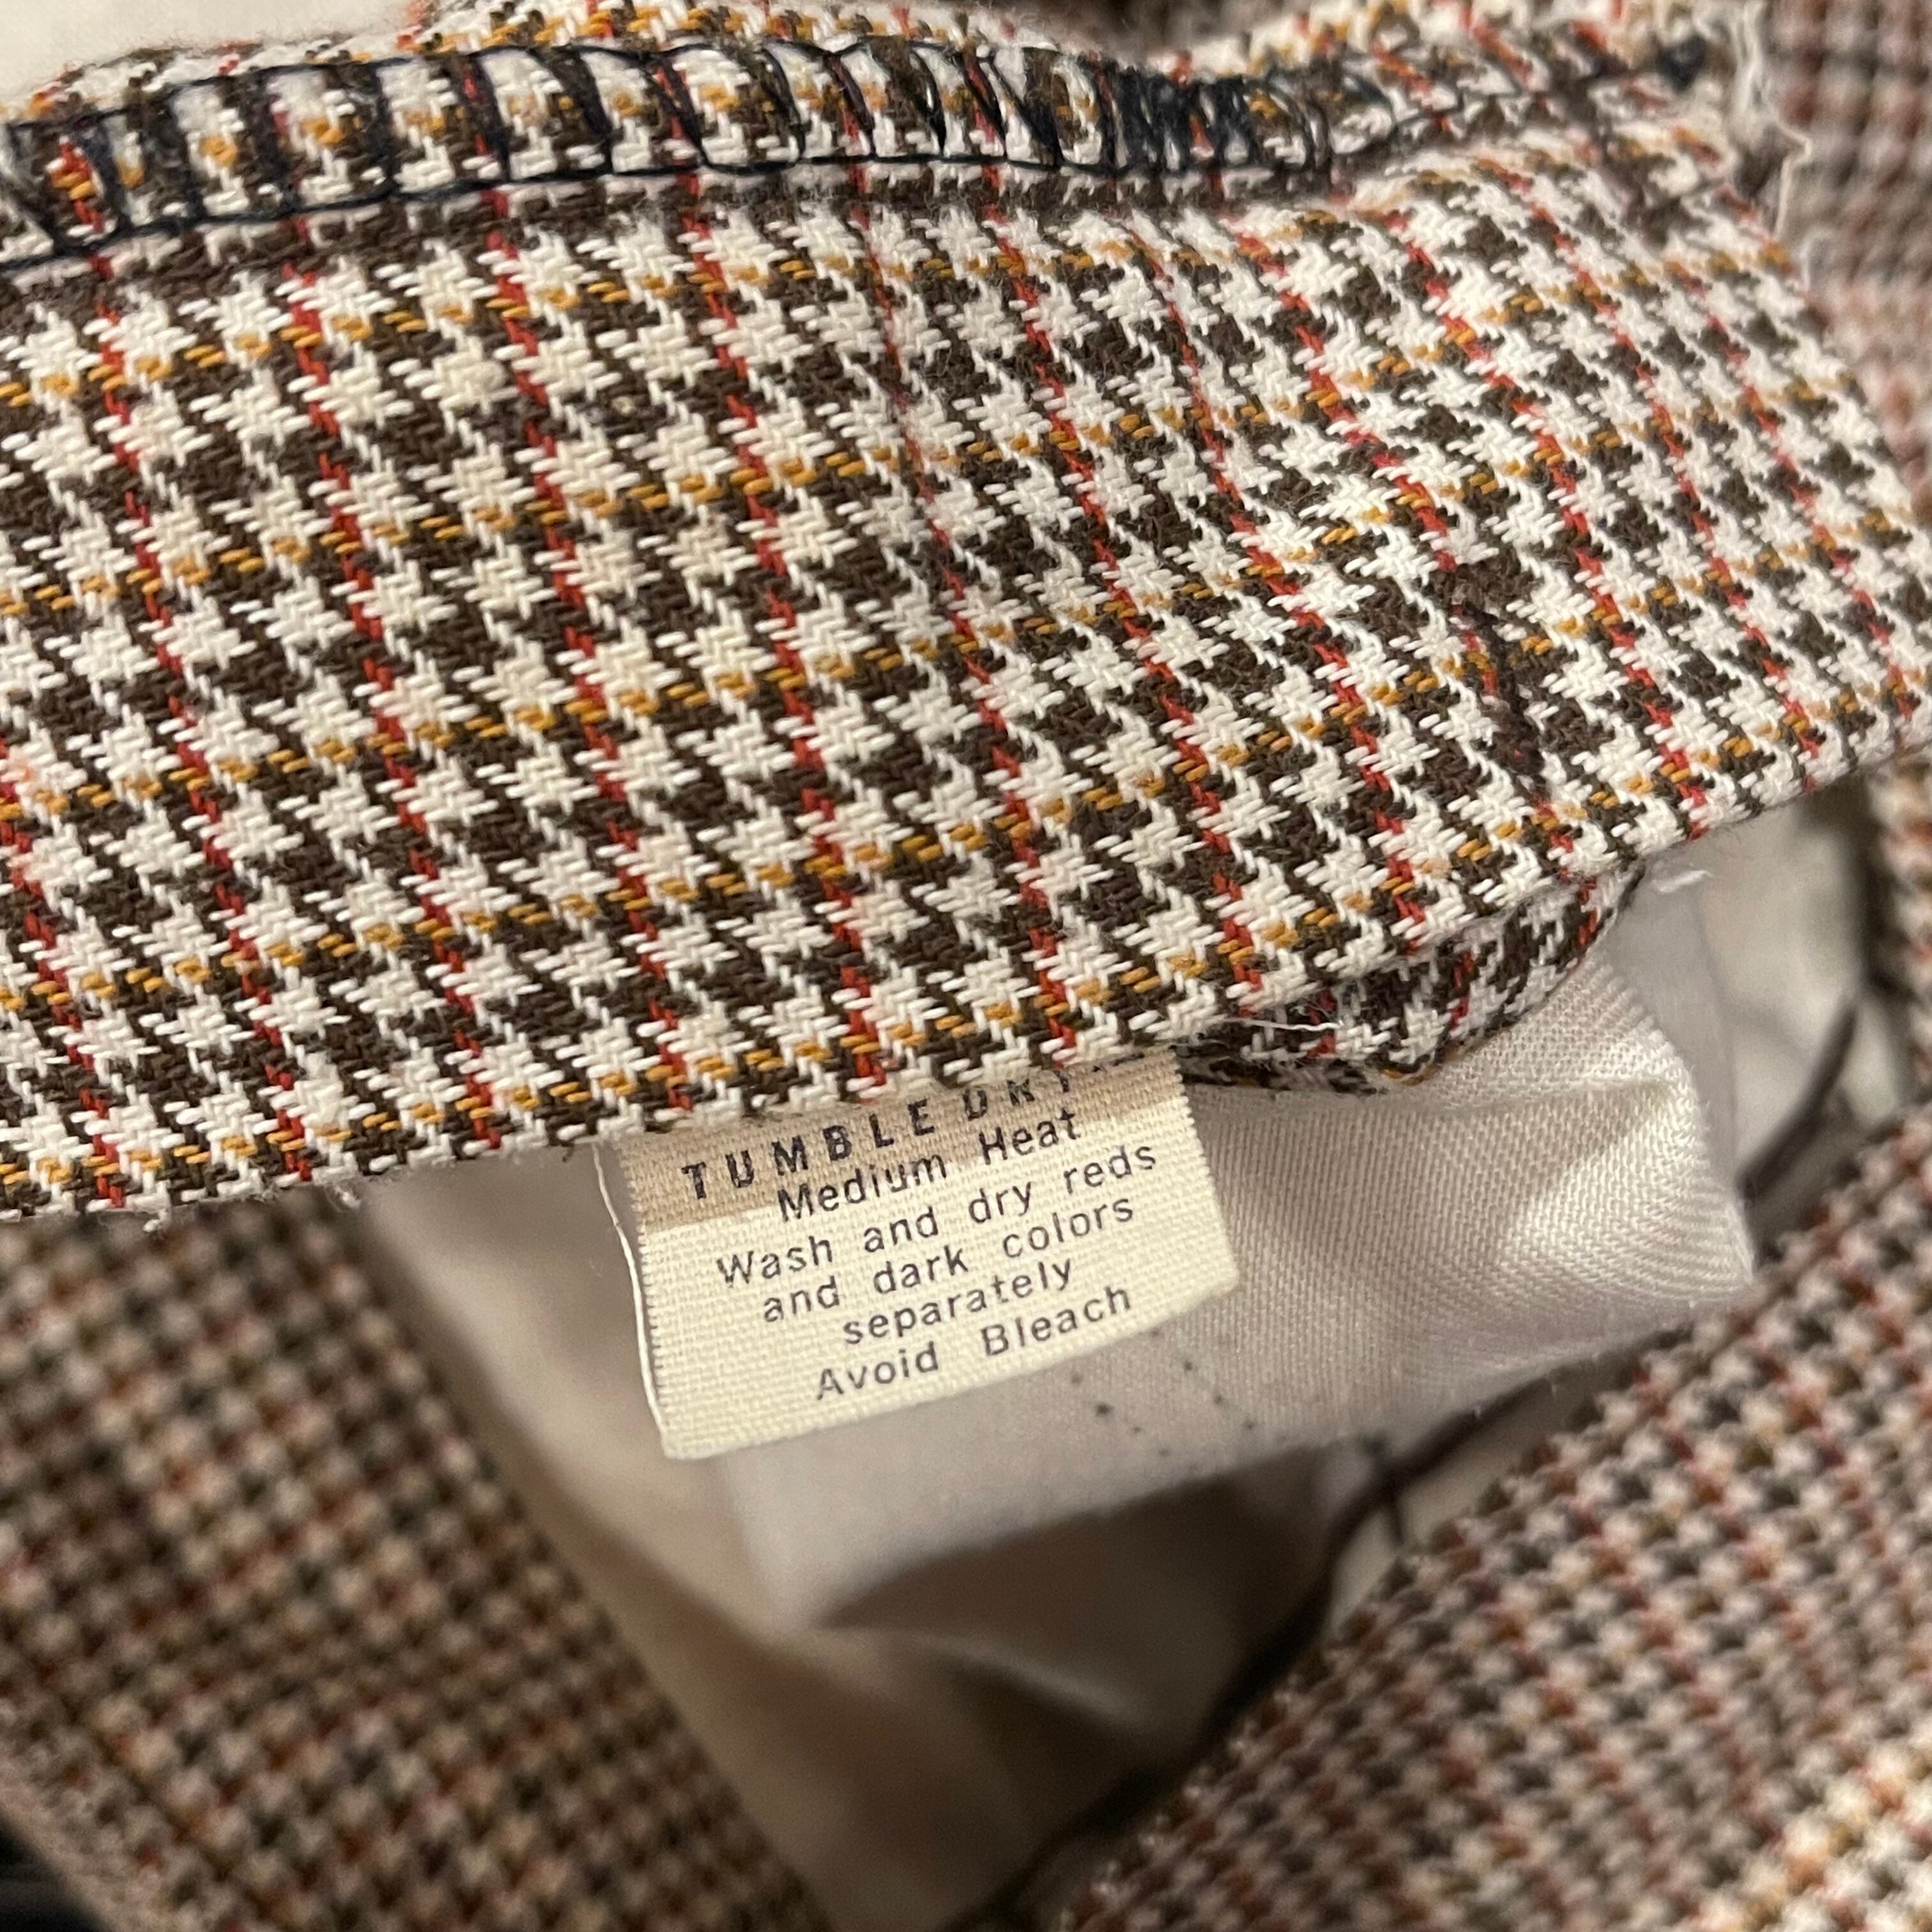 TUMBLE DRY
Medium Heat
Wash and dry reds
and dark colors
separately
Avoid Bleach